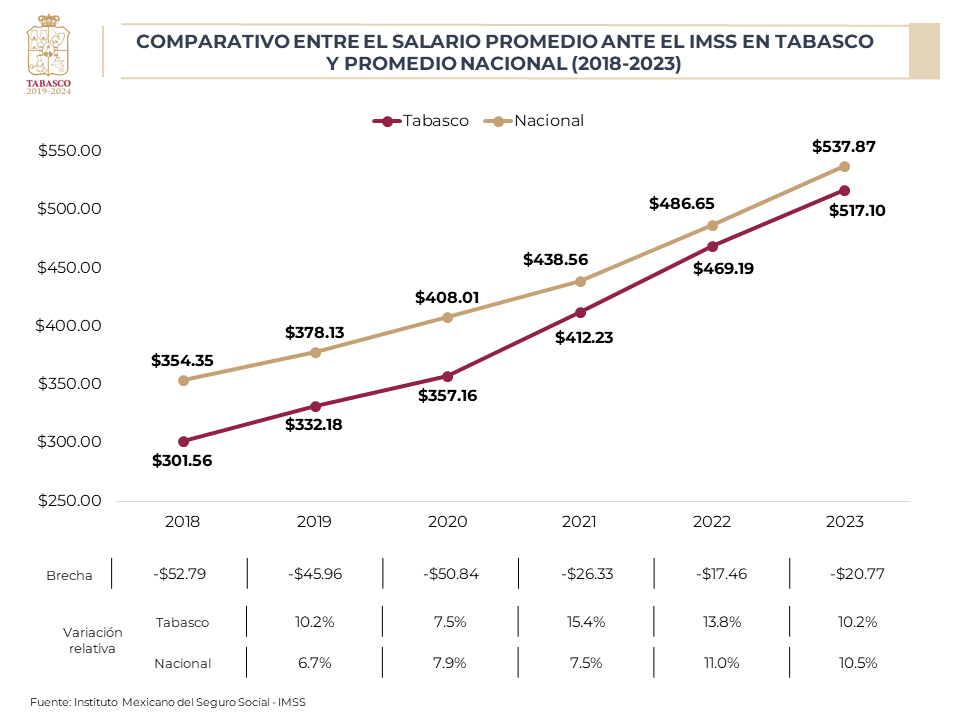 COMPARATIVO ENTRE EL SALARIO PROMEDIO ANTE EL IMSS EN TABASCO
Y PROMEDIO NACIONAL (2018-2023)
TABASCO
2019-2024
Tabasco Nacional
$550.00
$500.00
$450.00
$400.00
$350.00
$300.00
$250.00
$354.35
$378.13
$408.01
$438.56
$486.65
$537.87
$301.56
$332.18
$357.16
$412.23
$469.19
$517.10
2018 2019 2020 2021 2022 2023
Brecha -$52.79 -$45.96 -$50.84 -$26.33 -$17.46 -$20.77
Variación
relativa
Tabasco 10.2% 7.5% 15.4% 13.8% 10.2%
Nacional 6.7% 7.9% 7.5% 11.0% 10.5%
Fuente: Instituto Mexicano del Seguro Social - IMSS